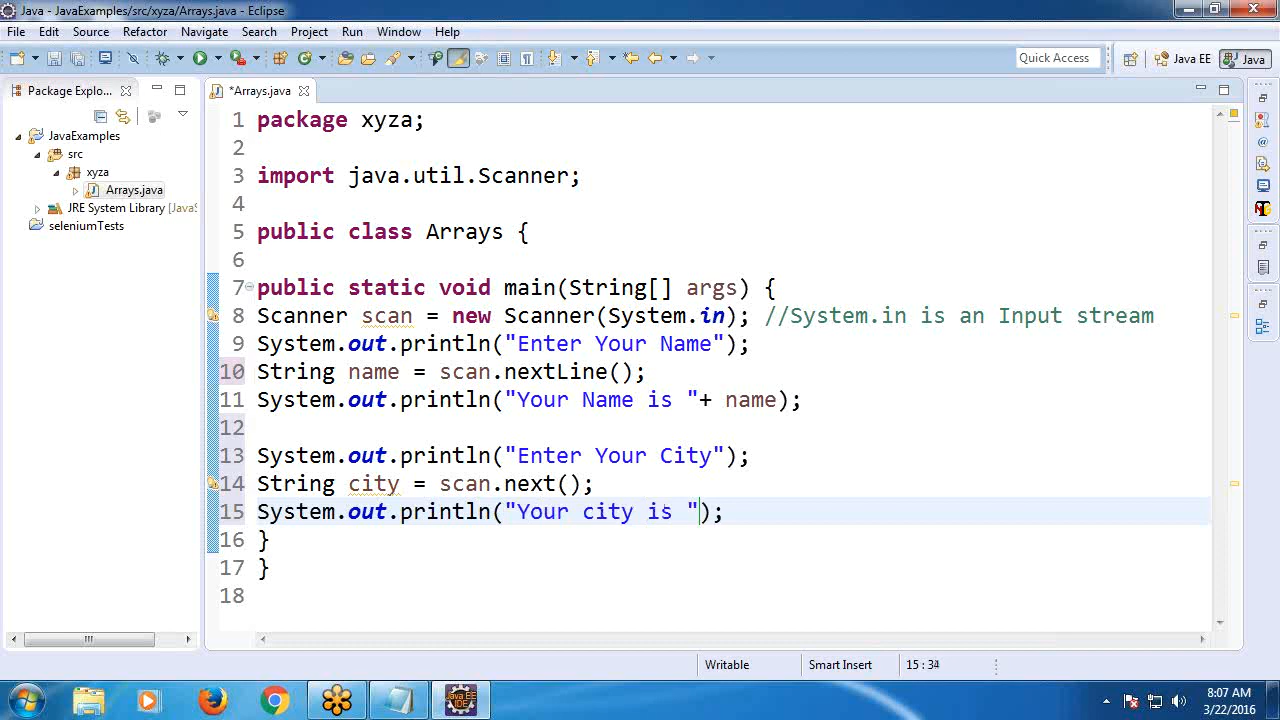 Java - JavaExamples/src/xyza/Arrays.java - Eclipse
File Edit Source Refactor Navigate Search Project Run Window Help
Quick Access
Java EE
Java
Package Explo...
*Arrays.java
JavaExamples
src
xyza
Arrays.java
JRE System Library [JavaS
seleniumTests
1 package xyza;
2
3 import java.util.Scanner;
4
5 public class Arrays {
6
7 public static void main(String[] args) {
8 Scanner scan = new Scanner(System.in); //System.in is an Input stream
9 System.out.println("Enter Your Name");
10 String name = scan.nextLine();
11 System.out.println("Your Name is "+ name);
12
13 System.out.println("Enter Your City");
14 String city = scan.next();
15 System.out.println("Your city is ");
16 }
17 }
18
Writable
Smart Insert
15 : 34
Java EE
IDE
8:07 AM
3/22/2016